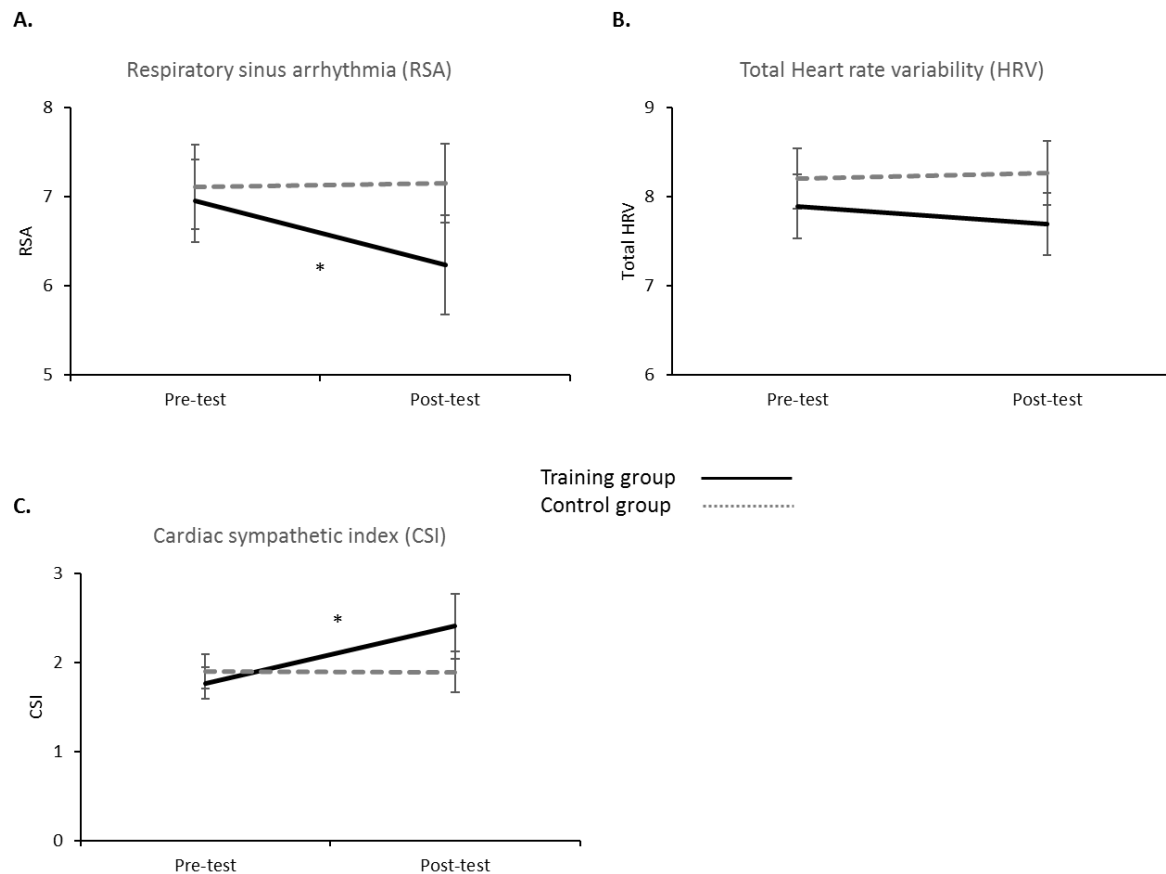 A.
Respiratory sinus arrhythmia (RSA)
8
7
6
5
RSA
*
Pre-test
Post-test
B.
Total Heart rate variability (HRV)
9
8
7
6
Total HRV
Pre-test
Post-test
Training group
Control group
C.
Cardiac sympathetic index (CSI)
3
2
1
0
CSI
*
Pre-test
Post-test